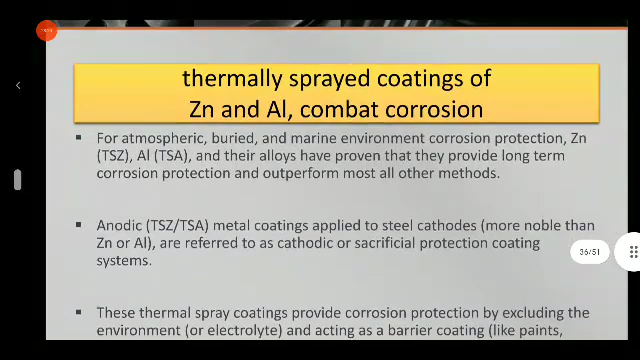 thermally sprayed coatings of
Zn and Al, combat corrosion
▪ For atmospheric, buried, and marine environment corrosion protection, Zn
(TSZ), Al (TSA), and their alloys have proven that they provide long term
corrosion protection and outperform most all other methods.
▪ Anodic (TSZ/TSA) metal coatings applied to steel cathodes (more noble than
Zn or Al), are referred to as cathodic or sacrificial protection coating
systems.
36/51
▪ These thermal spray coatings provide corrosion protection by excluding the
environment (or electrolyte) and acting as a barrier coating (like paints,